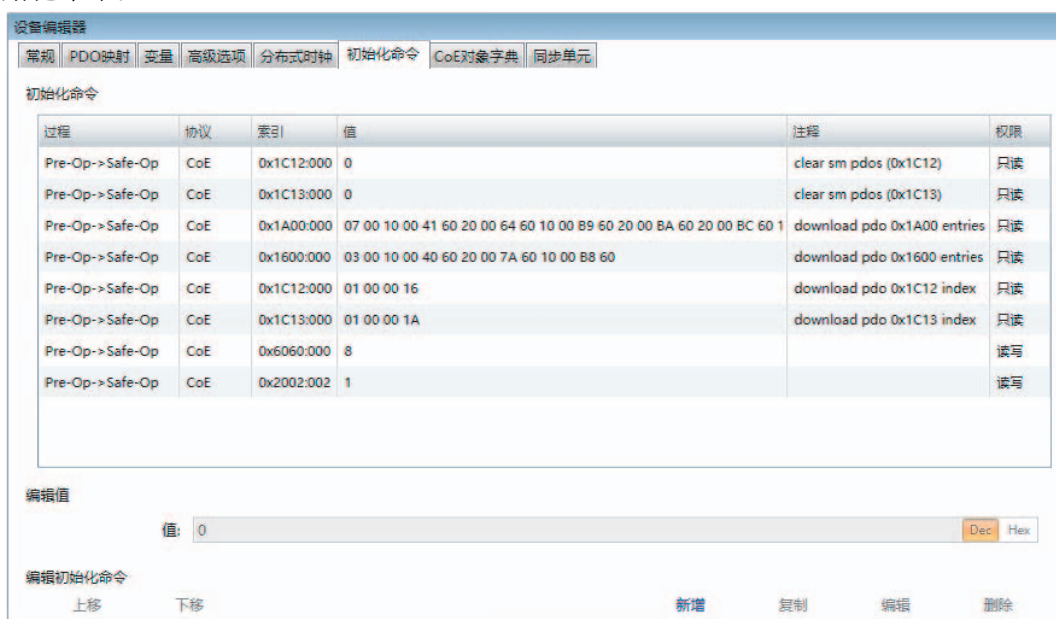 设备编辑器
常规 PDO映射 变量 高级选项 分布式时钟 初始化命令 CoE对象字典 同步单元
初始化命令
过程 协议 索引 值 注释 权限
Pre-Op->Safe-Op CoE 0x1C12:000 0 clear sm pdos (0x1C12) 只读
Pre-Op->Safe-Op CoE 0x1C13:000 0 clear sm pdos (0x1C13) 只读
Pre-Op->Safe-Op CoE 0x1A00:000 07 00 10 00 41 60 20 00 64 60 10 00 B9 60 20 00 BA 60 20 00 BC 60 1 download pdo 0x1A00 entries 只读
Pre-Op->Safe-Op CoE 0x1600:000 03 00 10 00 40 60 20 00 7A 60 10 00 B8 60 download pdo 0x1600 entries 只读
Pre-Op->Safe-Op CoE 0x1C12:000 01 00 00 16 download pdo 0x1C12 index 只读
Pre-Op->Safe-Op CoE 0x1C13:000 01 00 00 1A download pdo 0x1C13 index 只读
Pre-Op->Safe-Op CoE 0x6060:000 8 读写
Pre-Op->Safe-Op CoE 0x2002:002 1 读写
编辑值
值: 0 Dec Hex
编辑初始化命令
上移 下移 新增 复制 编辑 删除